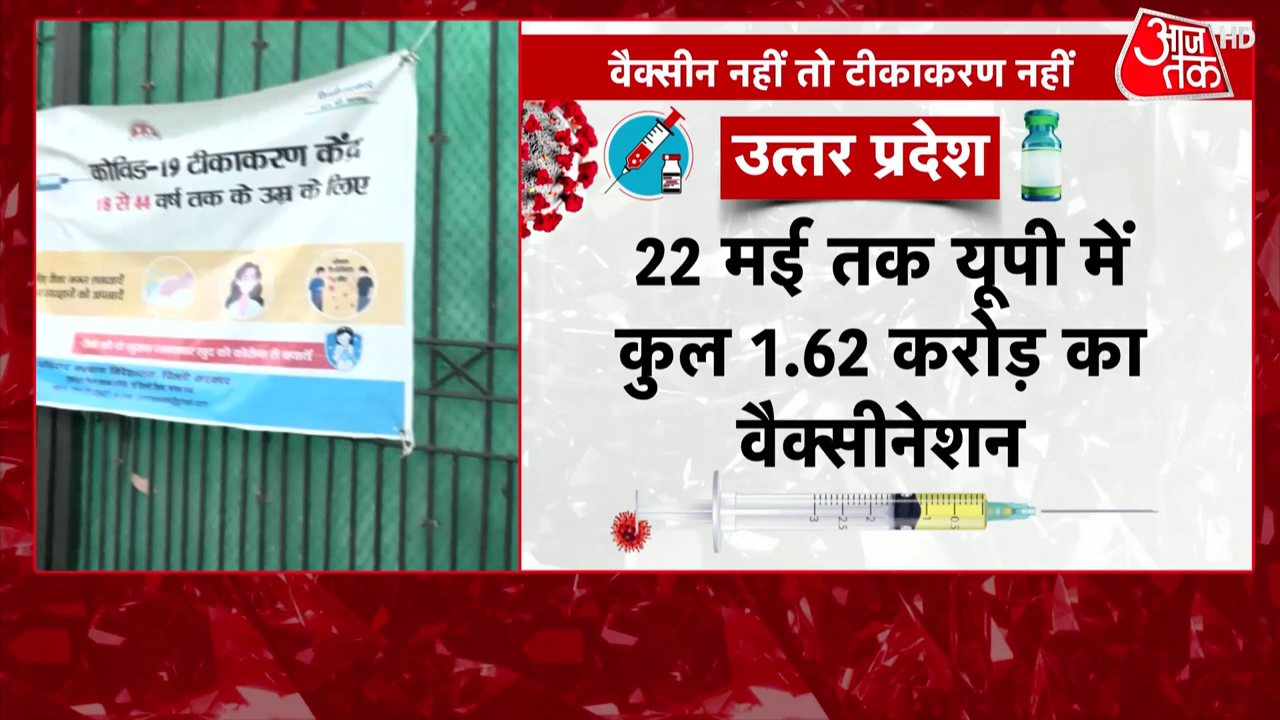 वैक्सीन नहीं तो टीकाकरण नहीं
आज तक HD
उत्तर प्रदेश
22 मई तक यूपी में
कुल 1.62 करोड़ का
वैक्सीनेशन
कोविड-19 टीकाकरण केंद्र
18 से 44 वर्ष तक के उम्र के लिए